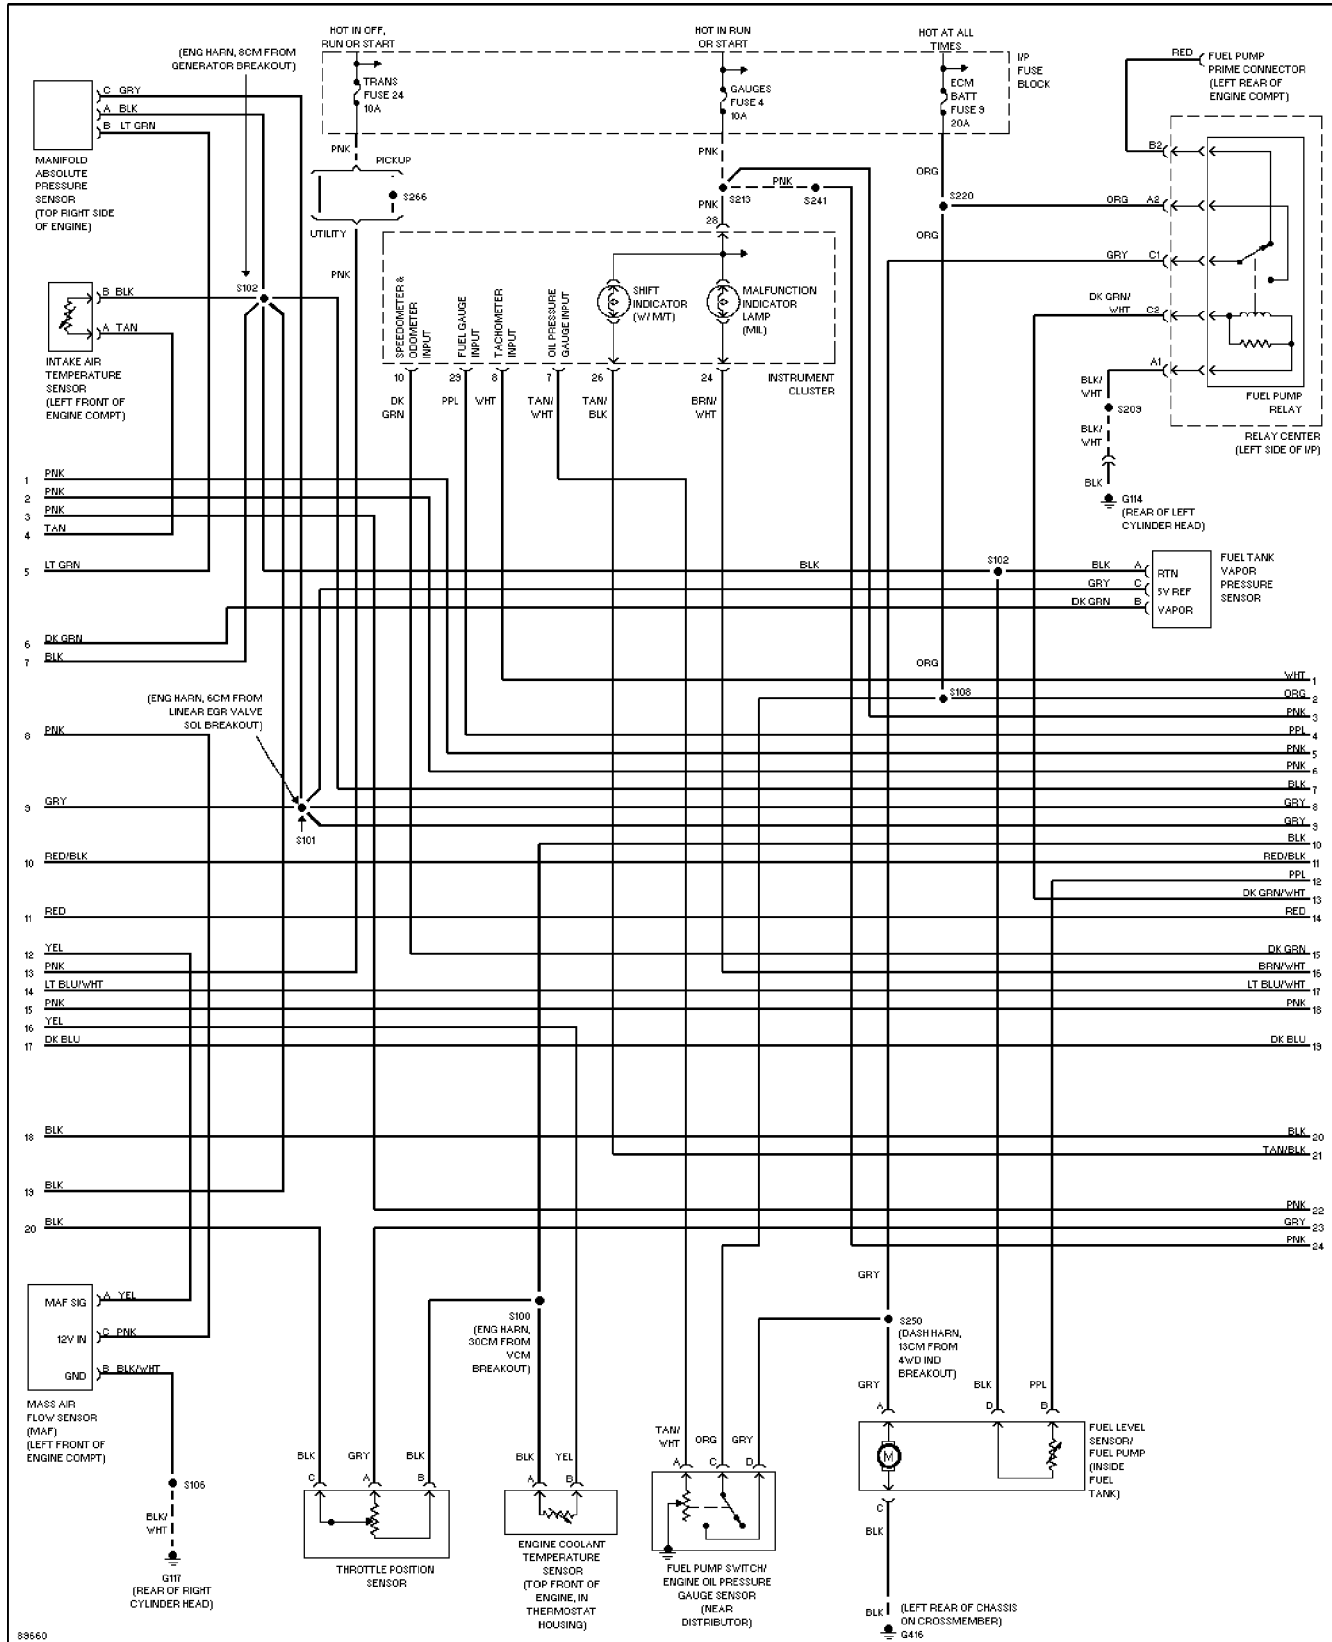 HOT IN OFF,
RUN OR START
HOT IN RUN
OR START
HOT AT ALL
TIMES
(ENG HARN, 8CM FROM
GENERATOR BREAKOUT)
I/P
FUSE
BLOCK
TRANS
FUSE 24
10A
GAUGES
FUSE 4
10A
ECM
BATT
FUSE 9
20A
RED
FUEL PUMP
PRIME CONNECTOR
(LEFT REAR OF
ENGINE COMPT)
C GRY
A BLK
B LT GRN
MANIFOLD
ABSOLUTE
PRESSURE
SENSOR
(TOP RIGHT SIDE
OF ENGINE)
PNK
PICKUP
S266
UTILITY
PNK
PNK
PNK
S213
S241
PNK
28
ORG
S220
ORG
B2
ORG A2
GRY C1
DK GRN/
WHT C2
A1
BLK/
WHT
S209
BLK/
WHT
BLK
G114
(REAR OF LEFT
CYLINDER HEAD)
FUEL PUMP
RELAY
RELAY CENTER
(LEFT SIDE OF I/P)
S102
B BLK
A TAN
INTAKE AIR
TEMPERATURE
SENSOR
(LEFT FRONT OF
ENGINE COMPT)
SPEEDOMETER &
ODOMETER
INPUT
FUEL GAUGE
INPUT
TACHOMETER
INPUT
OIL PRESSURE
GAUGE INPUT
SHIFT
INDICATOR
(W/ M/T)
MALFUNCTION
INDICATOR
LAMP
(MIL)
INSTRUMENT
CLUSTER
10 29 8 7 26 24
DK
GRN
PPL
WHT
TAN/
WHT
TAN/
BLK
BRN/
WHT
1 PNK
2 PNK
3 PNK
4 TAN
5 LT GRN
6 DK GRN
7 BLK
8 PNK
9 GRY
10 RED/BLK
11 RED
12 YEL
13 PNK
14 LT BLU/WHT
15 PNK
16 YEL
17 DK BLU
18 BLK
19 BLK
20 BLK
BLK
S102
BLK A
GRY C
DK GRN B
RTN
5V REF
VAPOR
FUEL TANK
VAPOR
PRESSURE
SENSOR
(ENG HARN, 6CM FROM
LINEAR EGR VALVE
SOL BREAKOUT)
S101
ORG
S108
WHT 1
ORG 2
PNK 3
PPL 4
PNK 5
PNK 6
BLK 7
GRY 8
GRY 9
BLK 10
RED/BLK 11
PPL 12
DK GRN/WHT 13
RED 14
DK GRN 15
BRN/WHT 16
LT BLU/WHT 17
PNK 18
DK BLU 19
BLK 20
TAN/BLK 21
PNK 22
GRY 23
PNK 24
MAF SIG
12V IN
GND
A YEL
C PNK
B BLK/WHT
MASS AIR
FLOW SENSOR
(MAF)
(LEFT FRONT OF
ENGINE COMPT)
S106
BLK/
WHT
G117
(REAR OF RIGHT
CYLINDER HEAD)
BLK GRY BLK
C A B
THROTTLE POSITION
SENSOR
S100
(ENG HARN,
30CM FROM
VCM
BREAKOUT)
BLK YEL
A B
ENGINE COOLANT
TEMPERATURE
SENSOR
(TOP FRONT OF
ENGINE, IN
THERMOSTAT
HOUSING)
TAN/
WHT
ORG GRY
A C D
FUEL PUMP SWITCH/
ENGINE OIL PRESSURE
GAUGE SENSOR
(NEAR
DISTRIBUTOR)
GRY
S250
(DASH HARN,
13CM FROM
4WD IND
BREAKOUT)
GRY BLK PPL
A D B
M
FUEL LEVEL
SENSOR/
FUEL PUMP
(INSIDE
FUEL
TANK)
C
BLK
BLK
(LEFT REAR OF CHASSIS
ON CROSSMEMBER)
G416
89660